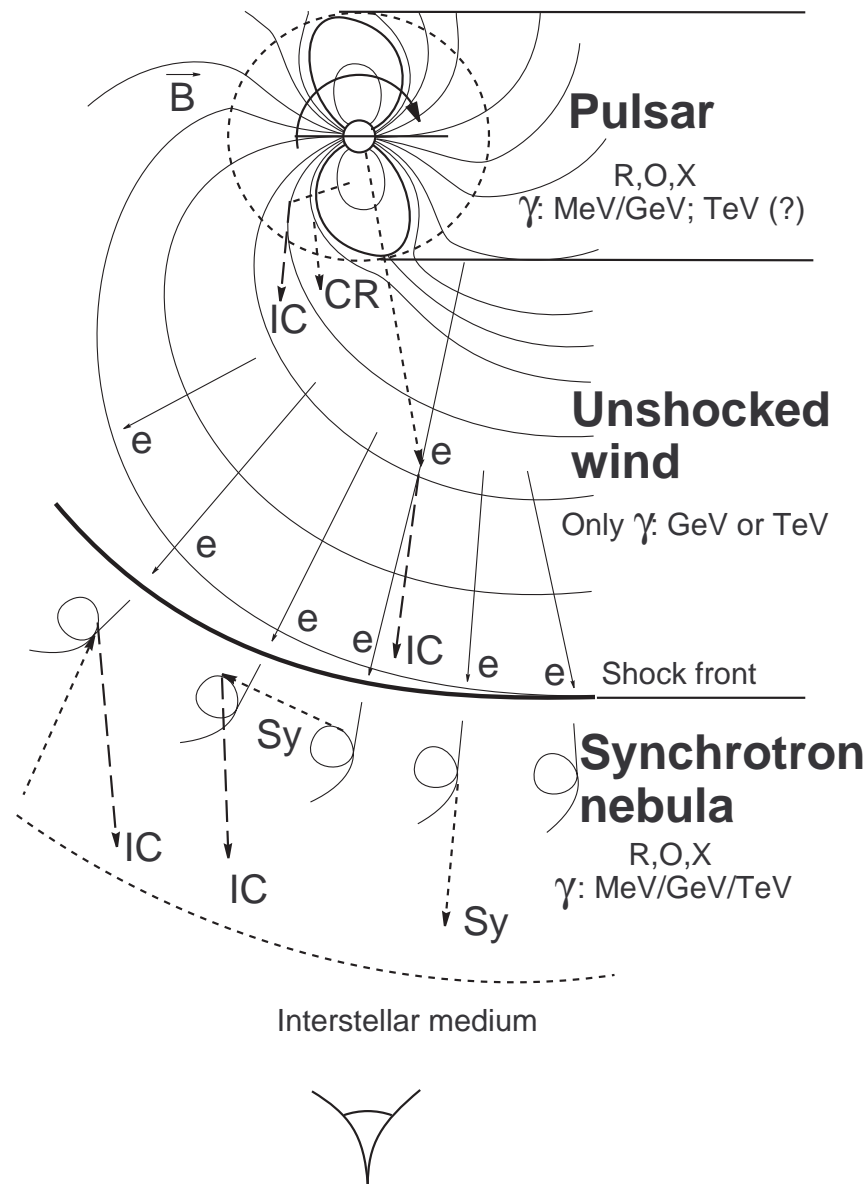 B
Pulsar
R,O,X
γ: MeV/GeV; TeV (?)
IC
CR
Unshocked
wind
Only γ: GeV or TeV
e
e
e
e
e
IC
e
e
Shock front
Sy
Synchrotron
nebula
R,O,X
γ: MeV/GeV/TeV
IC
IC
Sy
Interstellar medium